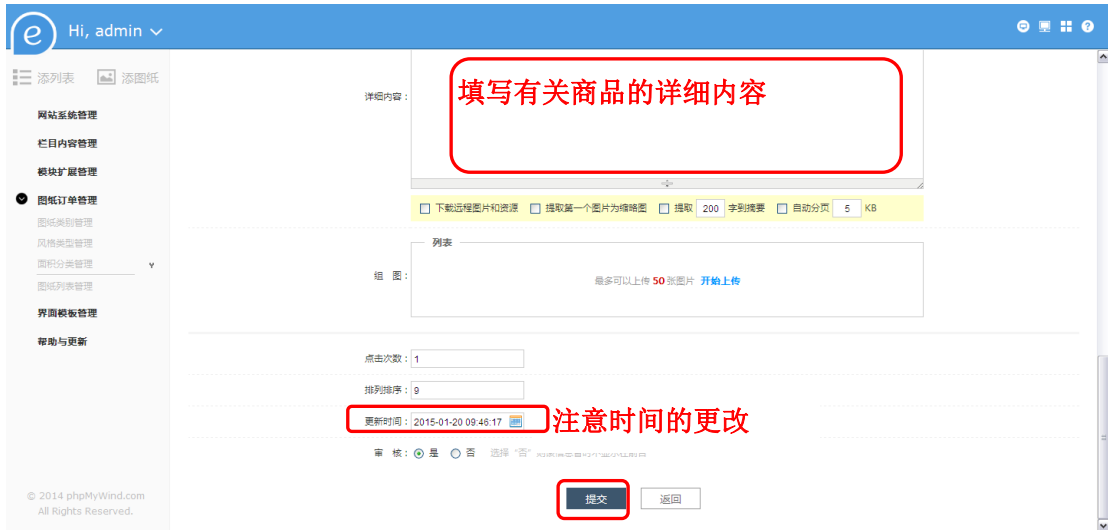 Hi, admin
添列表 添图纸
网站系统管理
栏目内容管理
模块扩展管理
图纸订单管理
图纸类别管理
风格类型管理
面积分类管理
图纸列表管理
界面模板管理
帮助与更新
© 2014 phpMyWind.com
All Rights Reserved.
详细内容：
填写有关商品的详细内容
下载远程图片和资源 提取第一个图片为缩略图 提取 200 字到摘要 自动分页 5 KB
列表
组 图：
最多可以上传 50 张图片 开始上传
点击次数：1
排列排序：9
更新时间：2015-01-20 09:46:17
注意时间的更改
审 核：是 否 选择 "否"
提交 返回